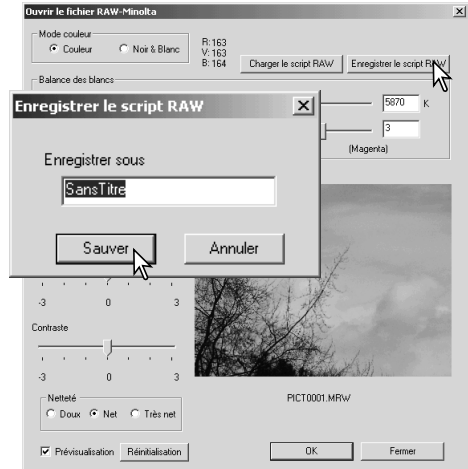 Ouvrir le fichier RAW-Minolta
Mode couleur
Couleur Noir & Blanc
R: 163
V: 163
B: 164
Charger le script RAW Enregistrer le script RAW
Balance des blancs
5870 K
3
(Magenta)
Enregistrer le script RAW
Enregistrer sous
SansTitre
Sauver Annuler
-3 0 3
Contraste
-3 0 3
Netteté
Doux Net Très net
PICT0001.MRW
Prévisualisation Réinitialisation OK Fermer